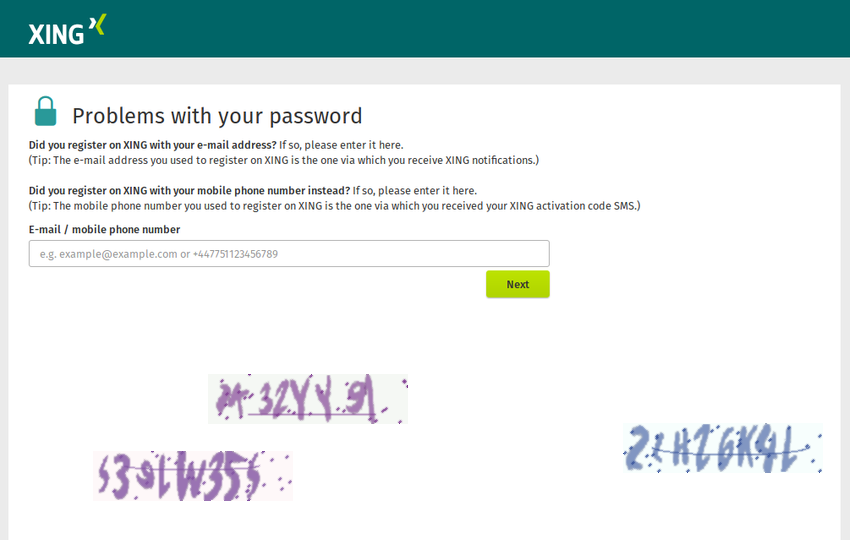 XING
Problems with your password
Did you register on XING with your e-mail address? If so, please enter it here.
(Tip: The e-mail address you used to register on XING is the one via which you receive XING notifications.)
Did you register on XING with your mobile phone number instead? If so, please enter it here.
(Tip: The mobile phone number you used to register on XING is the one via which you received your XING activation code SMS.)
E-mail / mobile phone number
e.g. example@example.com or +447751123456789
Next